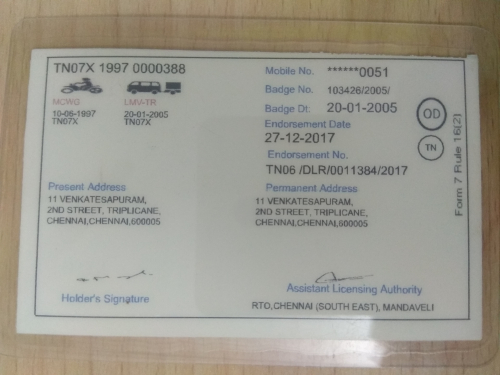 TN07X 1997 0000388
MCWG LMV-TR
10-06-1997 20-01-2005
TN07X TN07X
Mobile No. ******0051
Badge No. 103426/2005/
Badge Dt: 20-01-2005
Endorsement Date
27-12-2017
Endorsement No.
TN06 /DLR/0011384/2017
OD
TN
Form 7 Rule 16(2)
Present Address
11 VENKATESAPURAM,
2ND STREET, TRIPLICANE,
CHENNAI,CHENNAI,600005
Permanent Address
11 VENKATESAPURAM,
2ND STREET, TRIPLICANE,
CHENNAI,CHENNAI,600005
Holder's Signature
Assistant Licensing Authority
RTO,CHENNAI (SOUTH EAST), MANDAVELI